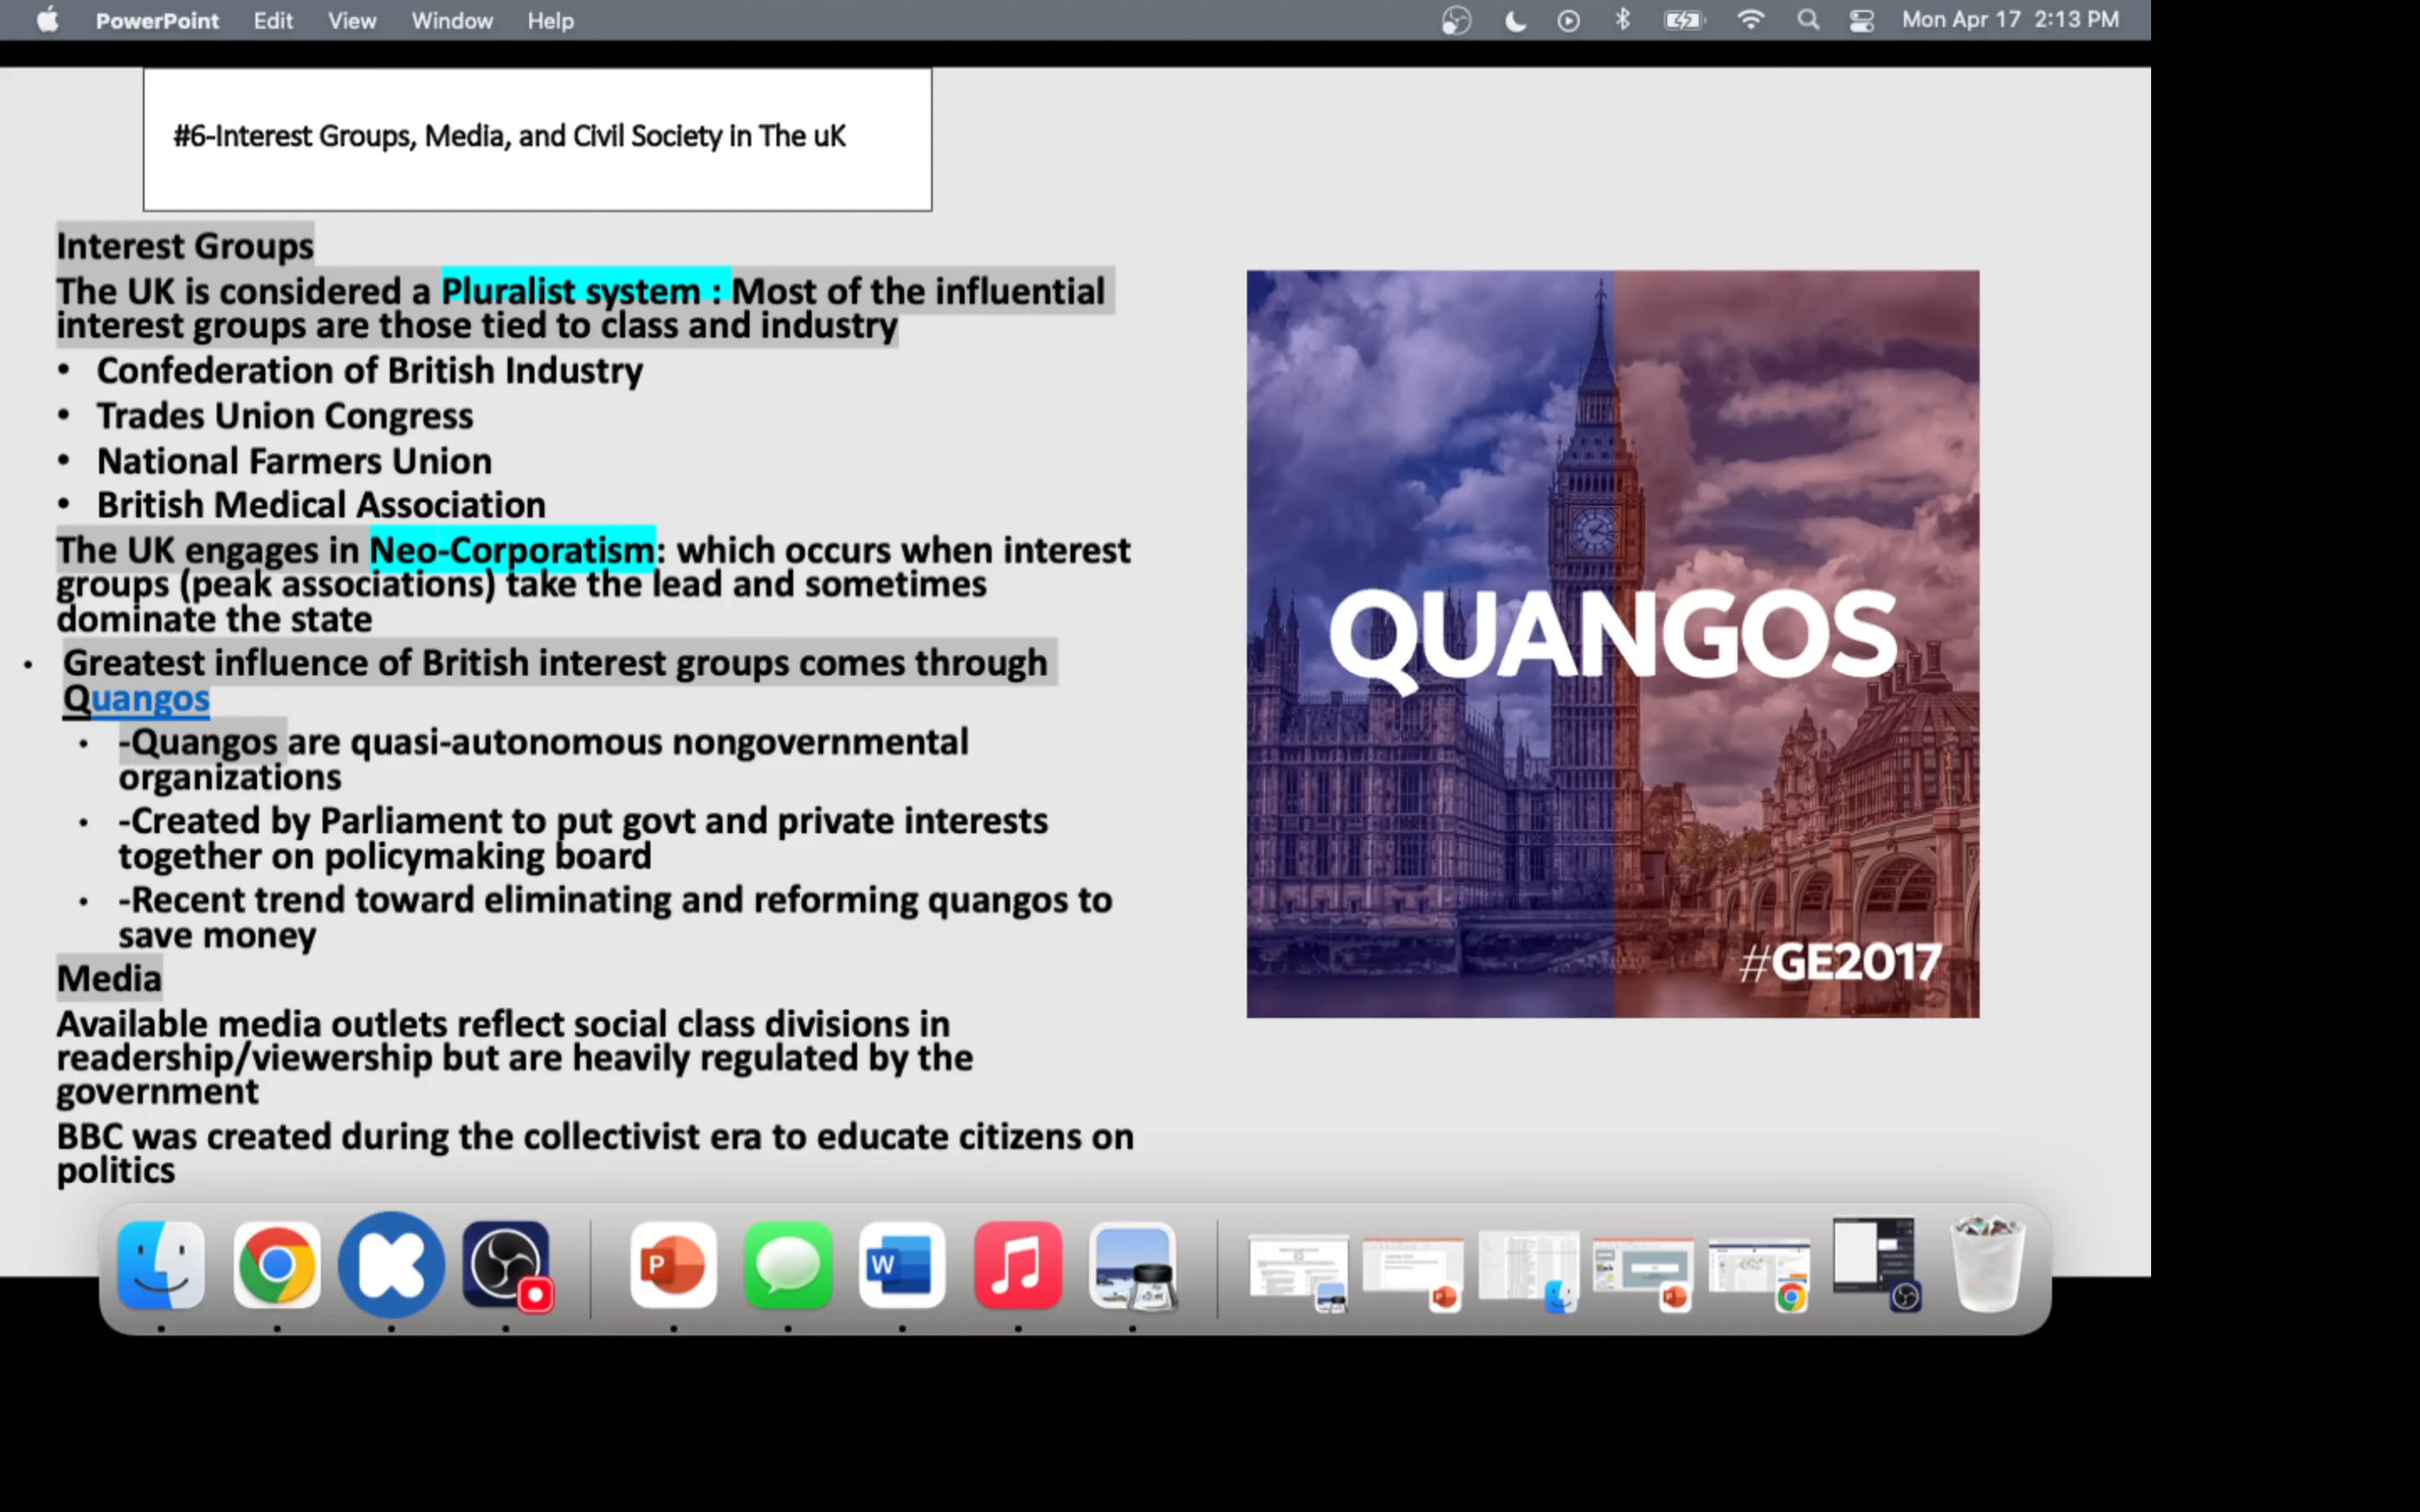 PowerPoint Edit View Window Help Mon Apr 17 2:13 PM
#6-Interest Groups, Media, and Civil Society in The uK
Interest Groups
The UK is considered a Pluralist system : Most of the influential
interest groups are those tied to class and industry
• Confederation of British Industry
• Trades Union Congress
• National Farmers Union
• British Medical Association
The UK engages in Neo-Corporatism: which occurs when interest
groups (peak associations) take the lead and sometimes
dominate the state
• Greatest influence of British interest groups comes through
Quangos
• -Quangos are quasi-autonomous nongovernmental
organizations
• -Created by Parliament to put govt and private interests
together on policymaking board
• -Recent trend toward eliminating and reforming quangos to
save money
Media
Available media outlets reflect social class divisions in
readership/viewership but are heavily regulated by the
government
BBC was created during the collectivist era to educate citizens on
politics
QUANGOS
#GE2017
P
W